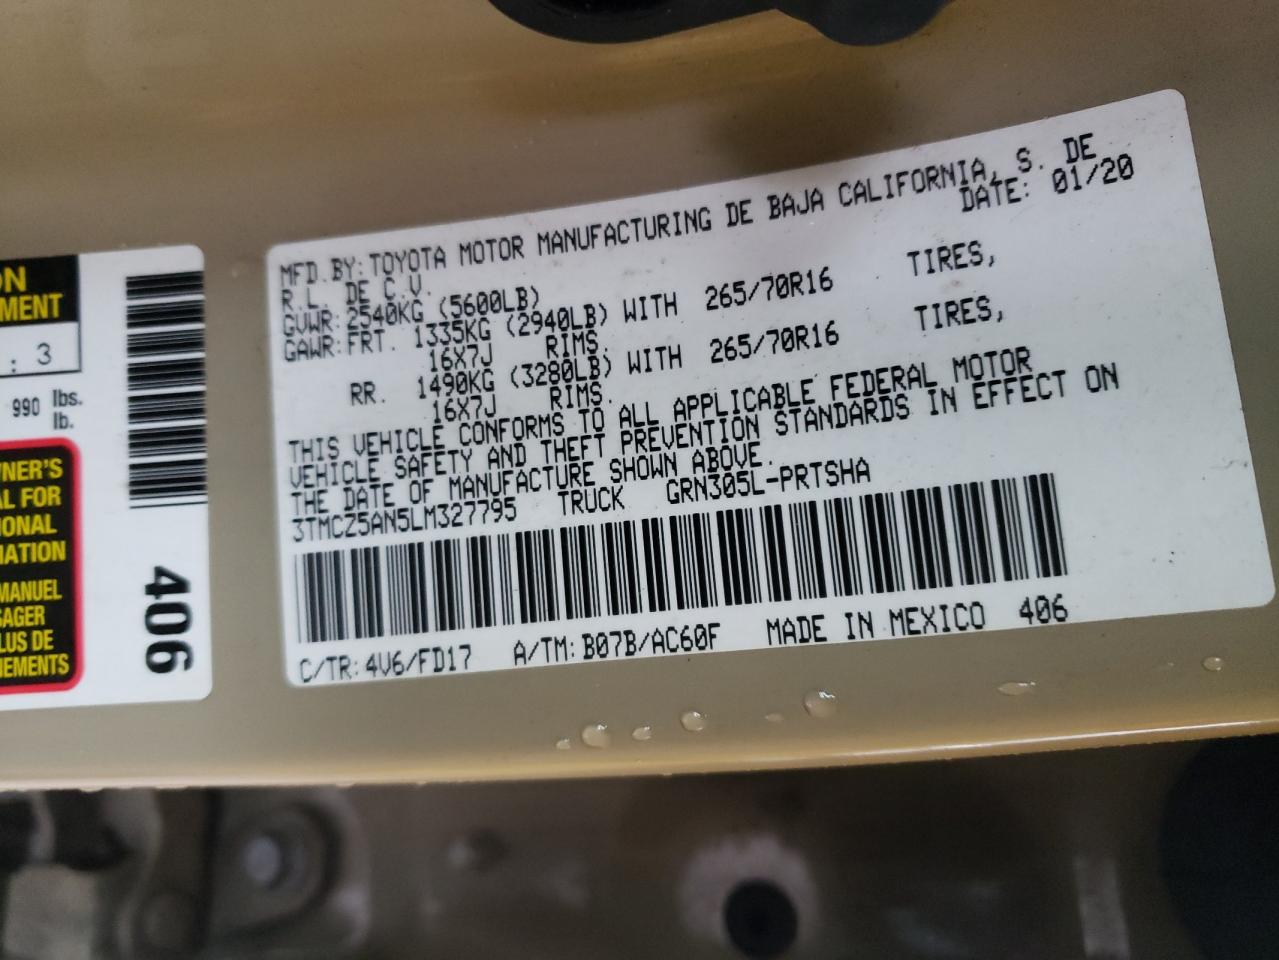 ON
MENT
: 3
990 lbs.
lb.
WNER'S
AL FOR
IONAL
MATION
MANUEL
SAGER
LUS DE
NEMENTS
406
MFD.BY:TOYOTA MOTOR MANUFACTURING DE BAJA CALIFORNIA, S. DE
R.L. DE C.V. DATE: 01/20
GVWR:2540KG (5600LB)
GAWR:FRT. 1335KG (2940LB) WITH 265/70R16 TIRES,
16X7J RIMS.
RR. 1490KG (3280LB) WITH 265/70R16 TIRES,
16X7J RIMS.
THIS VEHICLE CONFORMS TO ALL APPLICABLE FEDERAL MOTOR
VEHICLE SAFETY AND THEFT PREVENTION STANDARDS IN EFFECT ON
THE DATE OF MANUFACTURE SHOWN ABOVE.
3TMCZ5AN5LM327795 TRUCK GRN305L-PRTSHA
C/TR:4V6/FD17 A/TM:B07B/AC60F MADE IN MEXICO 406